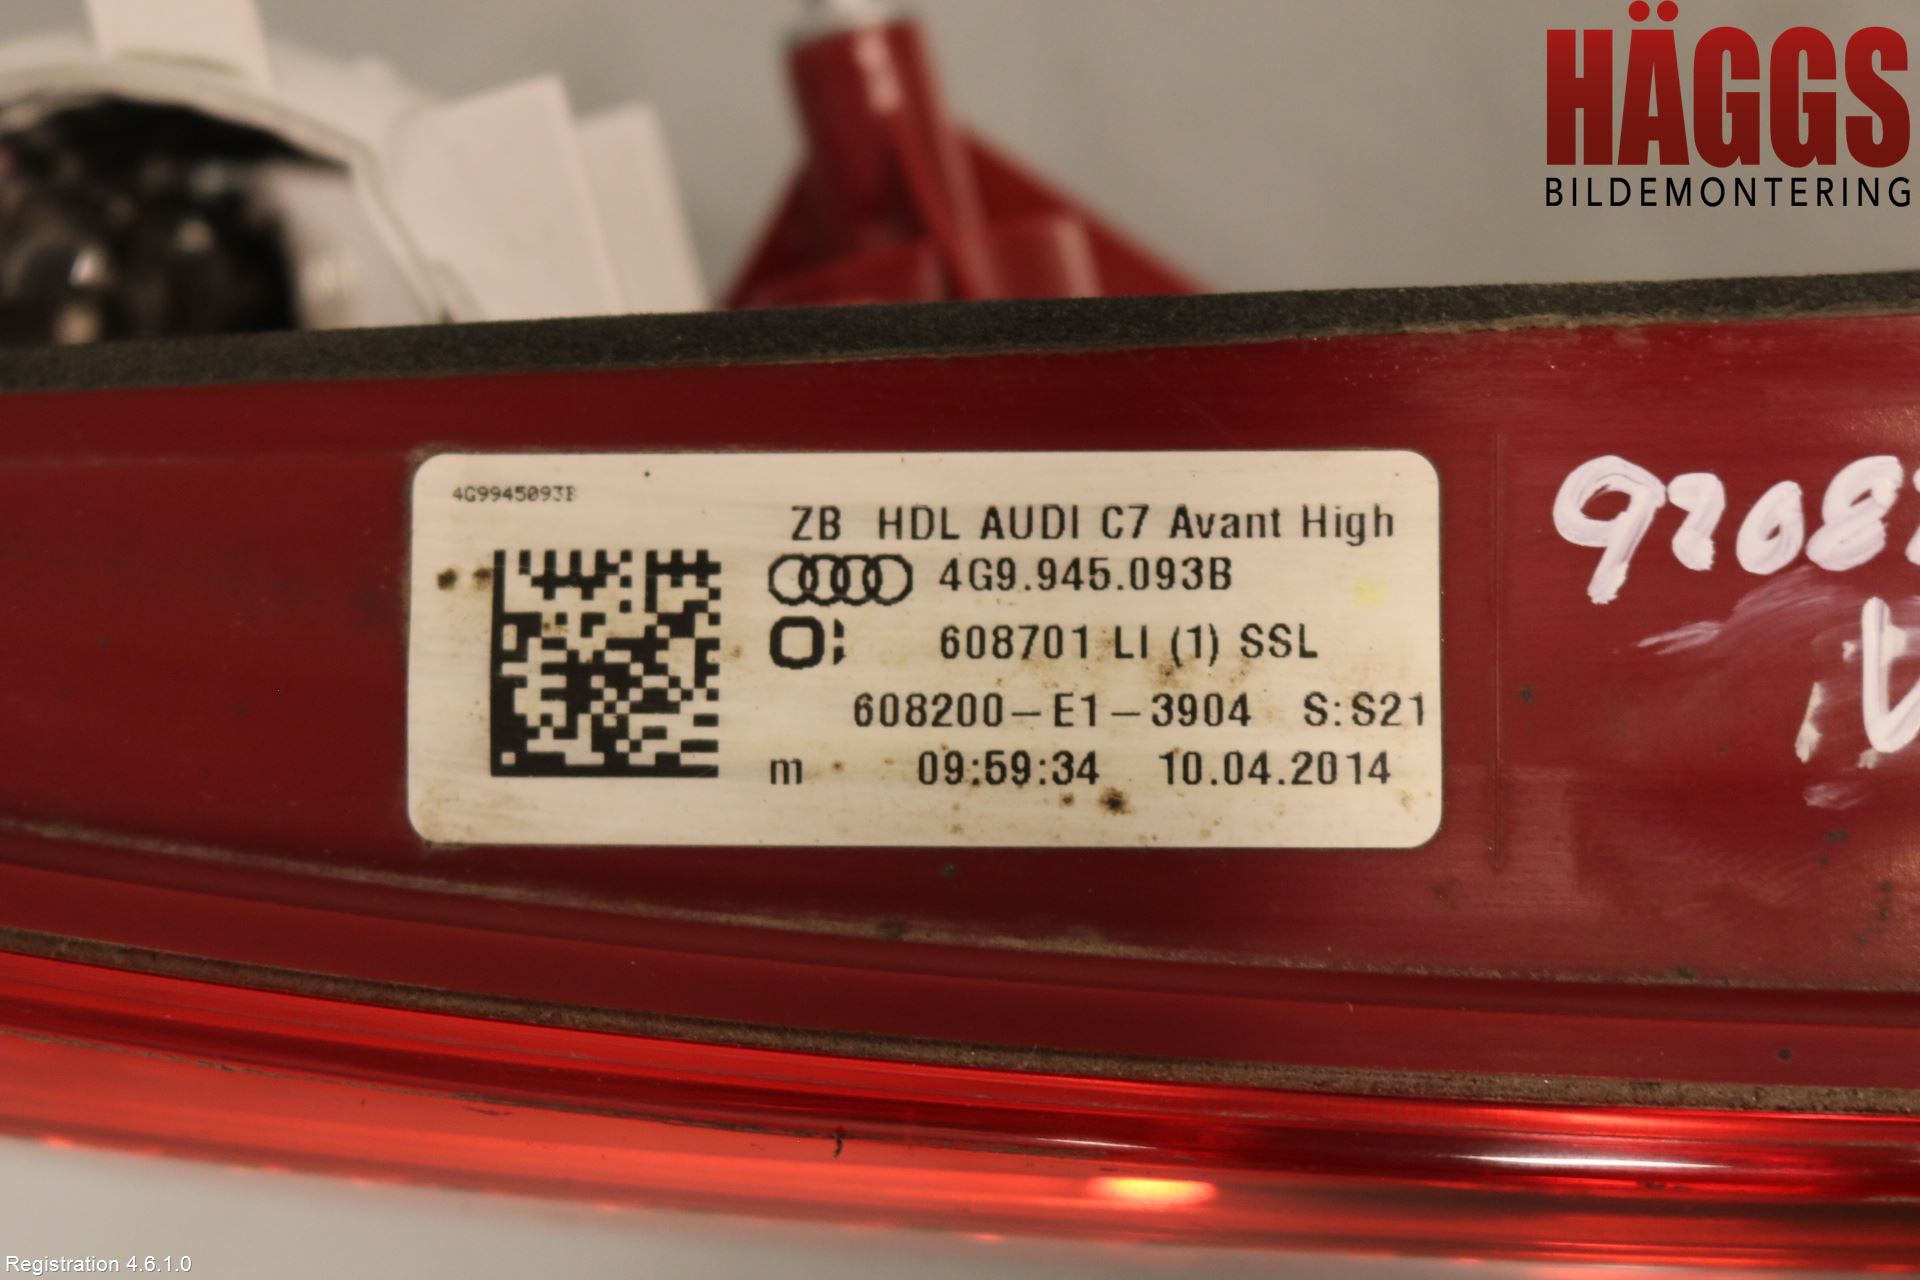 HÄGGS
BILDEMONTERING
4G9945093B
ZB HDL AUDI C7 Avant High
4G9.945.093B
608701 LI (1) SSL
608200-E1-3904 S:S21
m 09:59:34 10.04.2014
Registration 4.6.1.0